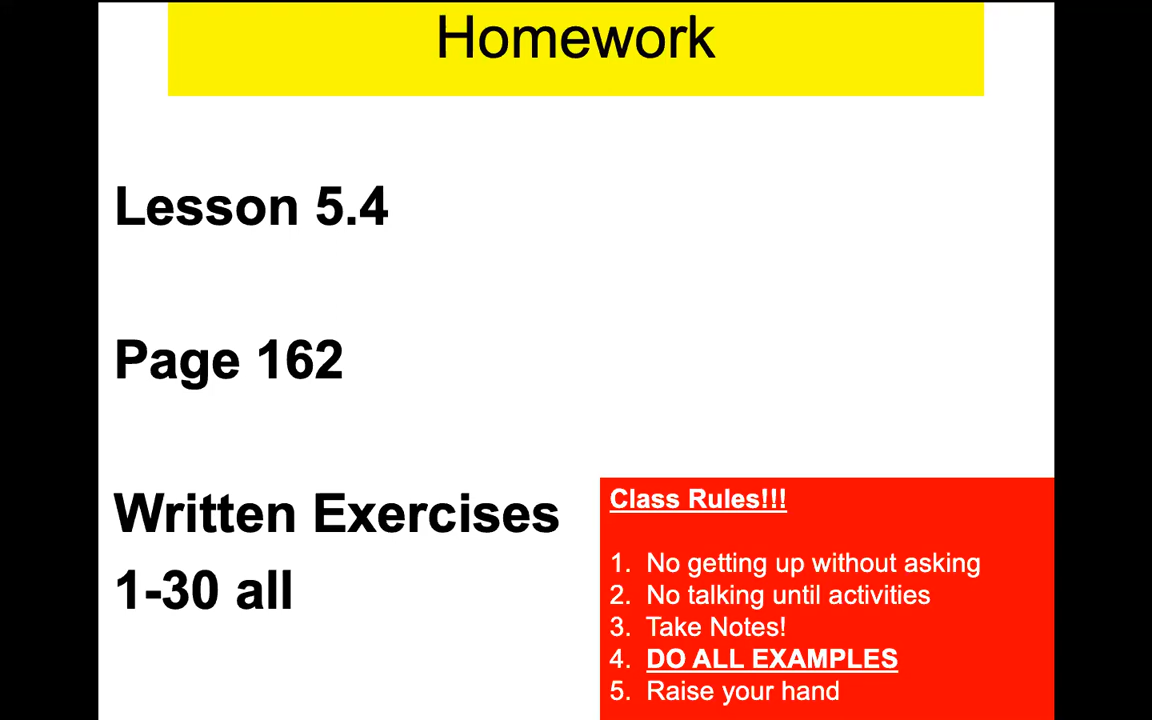 Homework
Lesson 5.4
Page 162
Written Exercises
1-30 all
Class Rules!!!
1. No getting up without asking
2. No talking until activities
3. Take Notes!
4. DO ALL EXAMPLES
5. Raise your hand